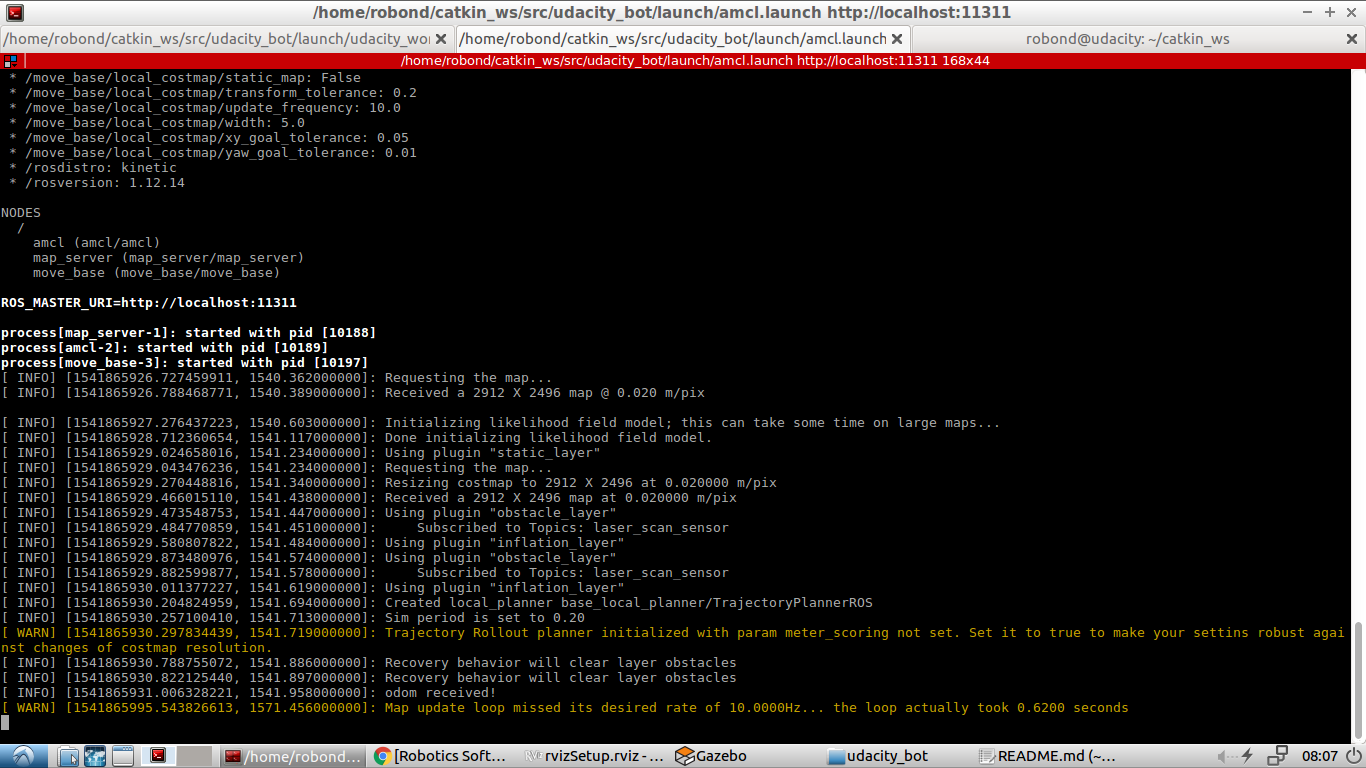 /home/robond/catkin_ws/src/udacity_bot/launch/amcl.launch http://localhost:11311
/home/robond/catkin_ws/src/udacity_bot/launch/udacity_wor
/home/robond/catkin_ws/src/udacity_bot/launch/amcl.launch
robond@udacity: ~/catkin_ws
/home/robond/catkin_ws/src/udacity_bot/launch/amcl.launch http://localhost:11311 168x44
* /move_base/local_costmap/static_map: False
* /move_base/local_costmap/transform_tolerance: 0.2
* /move_base/local_costmap/update_frequency: 10.0
* /move_base/local_costmap/width: 5.0
* /move_base/local_costmap/xy_goal_tolerance: 0.05
* /move_base/local_costmap/yaw_goal_tolerance: 0.01
* /rosdistro: kinetic
* /rosversion: 1.12.14
NODES
/
amcl (amcl/amcl)
map_server (map_server/map_server)
move_base (move_base/move_base)
ROS_MASTER_URI=http://localhost:11311
process[map_server-1]: started with pid [10188]
process[amcl-2]: started with pid [10189]
process[move_base-3]: started with pid [10197]
[ INFO] [1541865926.727459911, 1540.362000000]: Requesting the map...
[ INFO] [1541865926.788468771, 1540.389000000]: Received a 2912 X 2496 map @ 0.020 m/pix
[ INFO] [1541865927.276437223, 1540.603000000]: Initializing likelihood field model; this can take some time on large maps...
[ INFO] [1541865928.712360654, 1541.117000000]: Done initializing likelihood field model.
[ INFO] [1541865929.024658016, 1541.234000000]: Using plugin "static_layer"
[ INFO] [1541865929.043476236, 1541.234000000]: Requesting the map...
[ INFO] [1541865929.270448816, 1541.340000000]: Resizing costmap to 2912 X 2496 at 0.020000 m/pix
[ INFO] [1541865929.466015110, 1541.438000000]: Received a 2912 X 2496 map at 0.020000 m/pix
[ INFO] [1541865929.473548753, 1541.447000000]: Using plugin "obstacle_layer"
[ INFO] [1541865929.484770859, 1541.451000000]:     Subscribed to Topics: laser_scan_sensor
[ INFO] [1541865929.580807822, 1541.484000000]: Using plugin "inflation_layer"
[ INFO] [1541865929.873480976, 1541.574000000]: Using plugin "obstacle_layer"
[ INFO] [1541865929.882599877, 1541.578000000]:     Subscribed to Topics: laser_scan_sensor
[ INFO] [1541865930.011377227, 1541.619000000]: Using plugin "inflation_layer"
[ INFO] [1541865930.204824959, 1541.694000000]: Created local_planner base_local_planner/TrajectoryPlannerROS
[ INFO] [1541865930.257100410, 1541.713000000]: Sim period is set to 0.20
[ WARN] [1541865930.297834439, 1541.719000000]: Trajectory Rollout planner initialized with param meter_scoring not set. Set it to true to make your settins robust agai
nst changes of costmap resolution.
[ INFO] [1541865930.788755072, 1541.886000000]: Recovery behavior will clear layer obstacles
[ INFO] [1541865930.822125440, 1541.897000000]: Recovery behavior will clear layer obstacles
[ INFO] [1541865931.006328221, 1541.958000000]: odom received!
[ WARN] [1541865995.543826613, 1571.456000000]: Map update loop missed its desired rate of 10.0000Hz... the loop actually took 0.6200 seconds
/home/robond...
[Robotics Soft...
rvizSetup.rviz - ...
Gazebo
udacity_bot
README.md (~...
08:07